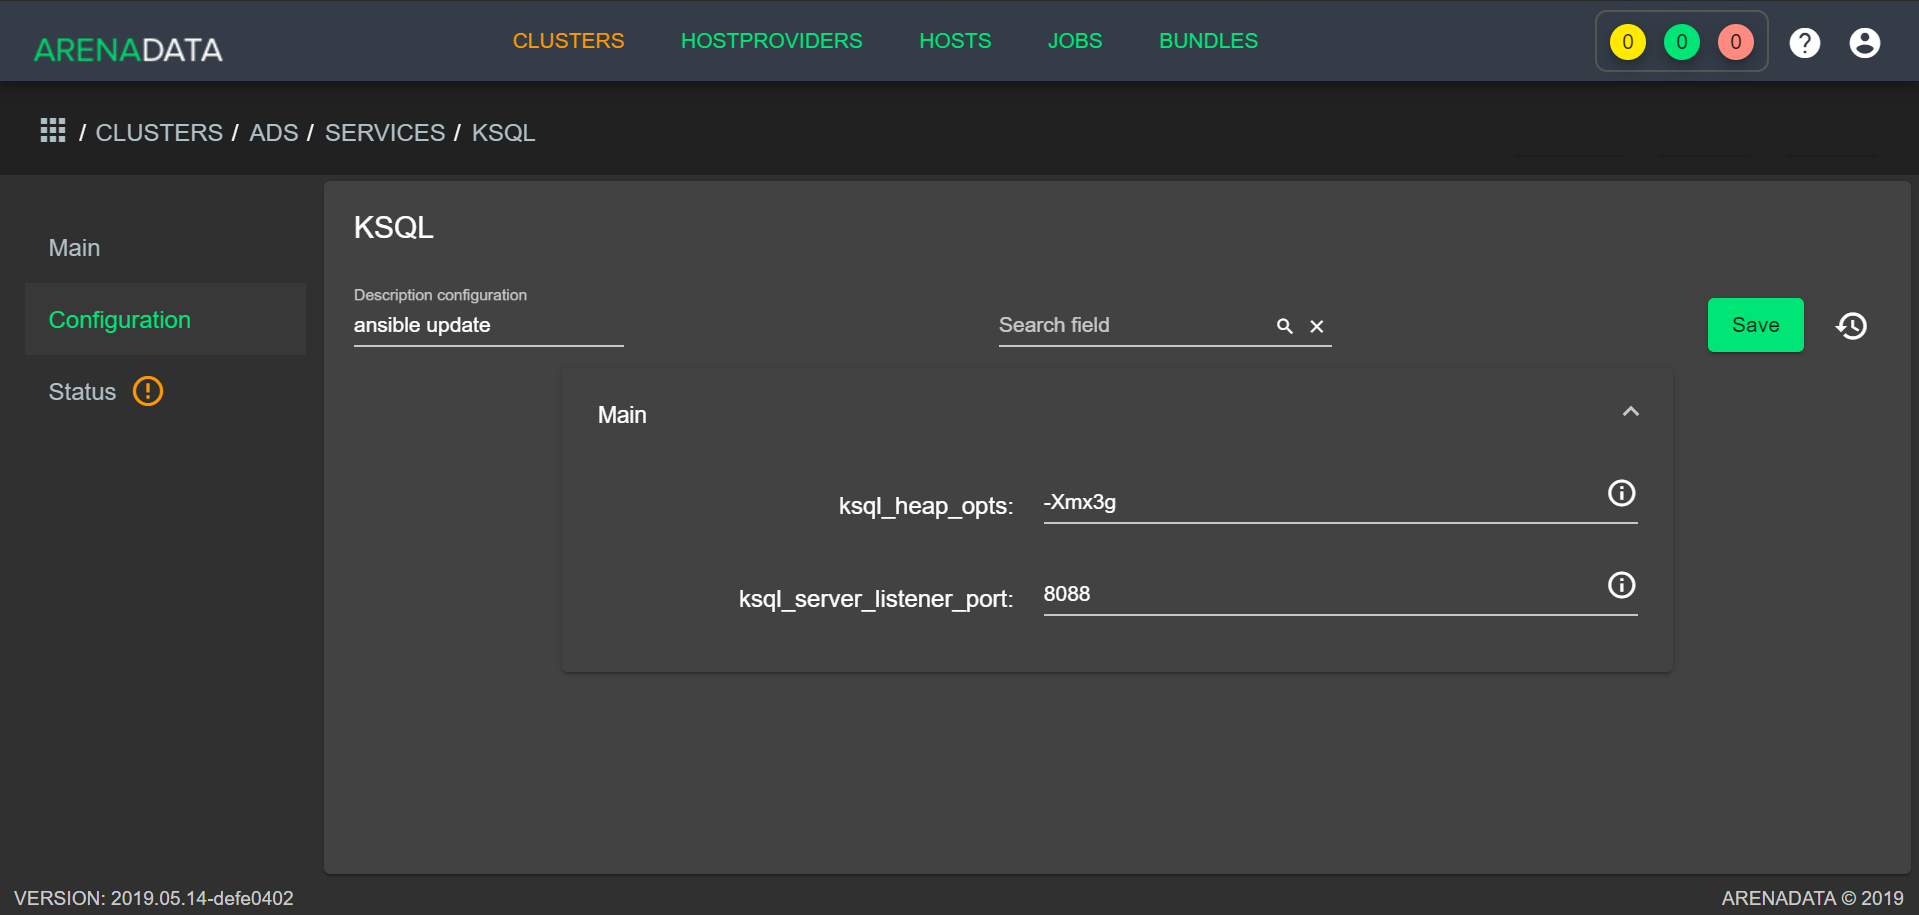 ARENADATA CLUSTERS HOSTPROVIDERS HOSTS JOBS BUNDLES 0 0 0 ?
/ CLUSTERS / ADS / SERVICES / KSQL
Main
Configuration
Status
KSQL
Description configuration
ansible update
Search field
Save
Main
ksql_heap_opts: -Xmx3g
ksql_server_listener_port: 8088
VERSION: 2019.05.14-defe0402
ARENADATA © 2019